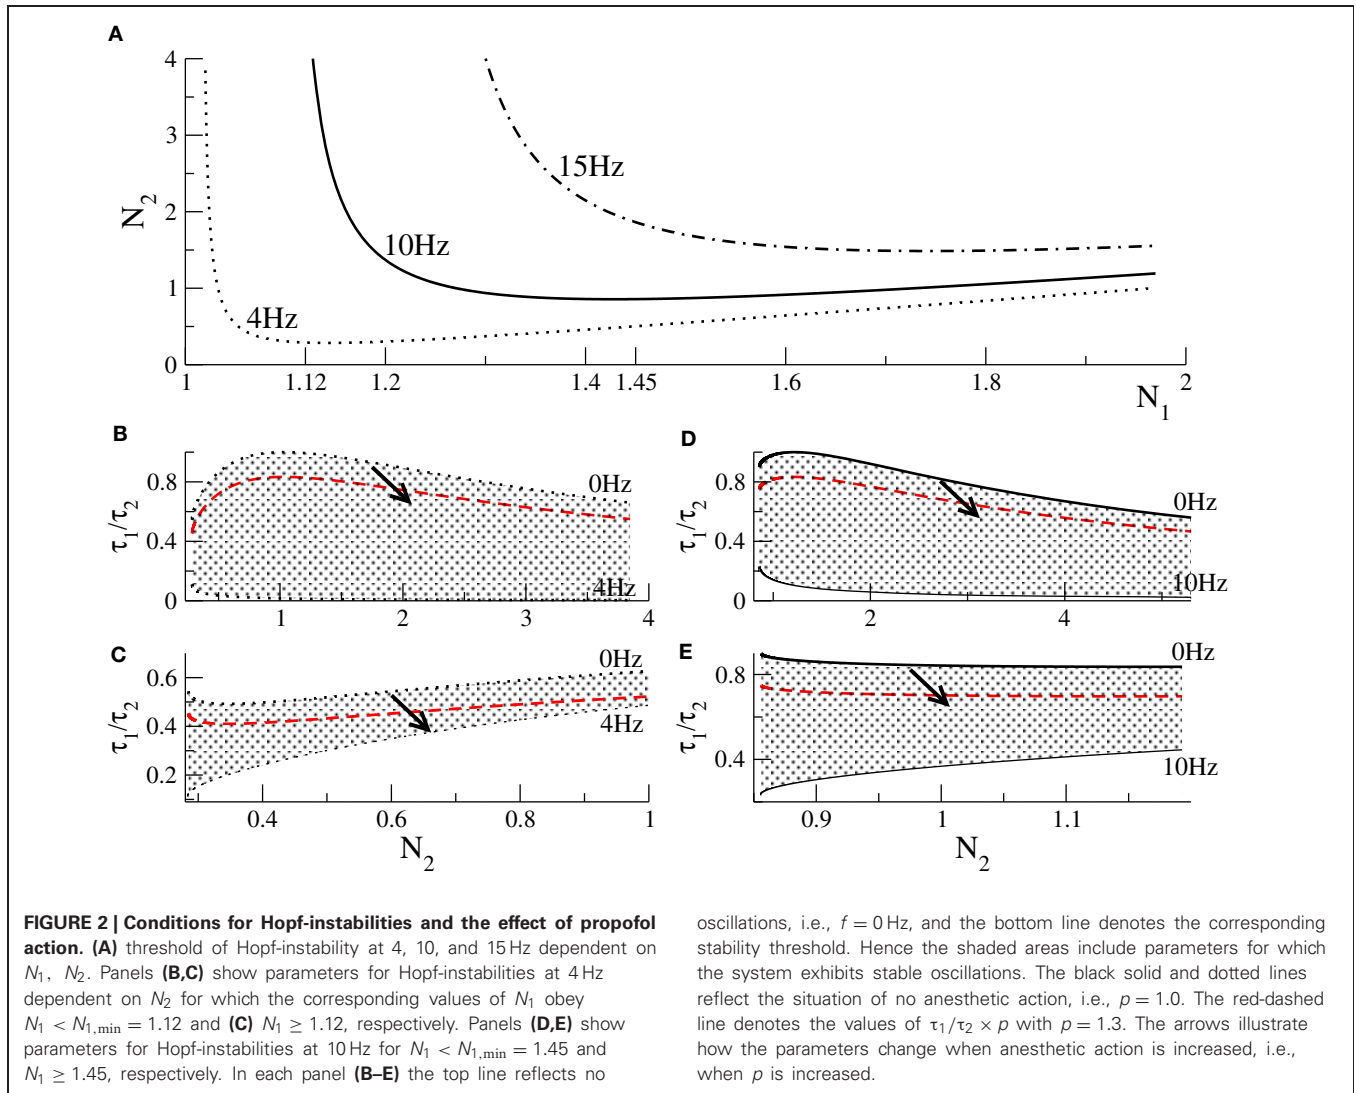 A
4
3
2
1
0
N2
15Hz
10Hz
4Hz
1
1.12
1.2
1.4
1.45
1.6
1.8
2
N1
B
0.8
0.4
0
τ1/τ2
0Hz
4Hz
1
2
3
4
D
0.8
0.4
0
τ1/τ2
0Hz
10Hz
2
4
C
0.6
0.4
0.2
τ1/τ2
0Hz
4Hz
0.4
0.6
0.8
1
N2
E
0.8
0.4
τ1/τ2
0Hz
10Hz
0.9
1
1.1
N2
FIGURE 2 | Conditions for Hopf-instabilities and the effect of propofol
action. (A) threshold of Hopf-instability at 4, 10, and 15 Hz dependent on
N1, N2. Panels (B,C) show parameters for Hopf-instabilities at 4 Hz
dependent on N2 for which the corresponding values of N1 obey
N1 < N1,min = 1.12 and (C) N1 ≥ 1.12, respectively. Panels (D,E) show
parameters for Hopf-instabilities at 10 Hz for N1 < N1,min = 1.45 and
N1 ≥ 1.45, respectively. In each panel (B–E) the top line reflects no
oscillations, i.e., f = 0 Hz, and the bottom line denotes the corresponding
stability threshold. Hence the shaded areas include parameters for which
the system exhibits stable oscillations. The black solid and dotted lines
reflect the situation of no anesthetic action, i.e., p = 1.0. The red-dashed
line denotes the values of τ1/τ2 × p with p = 1.3. The arrows illustrate
how the parameters change when anesthetic action is increased, i.e.,
when p is increased.